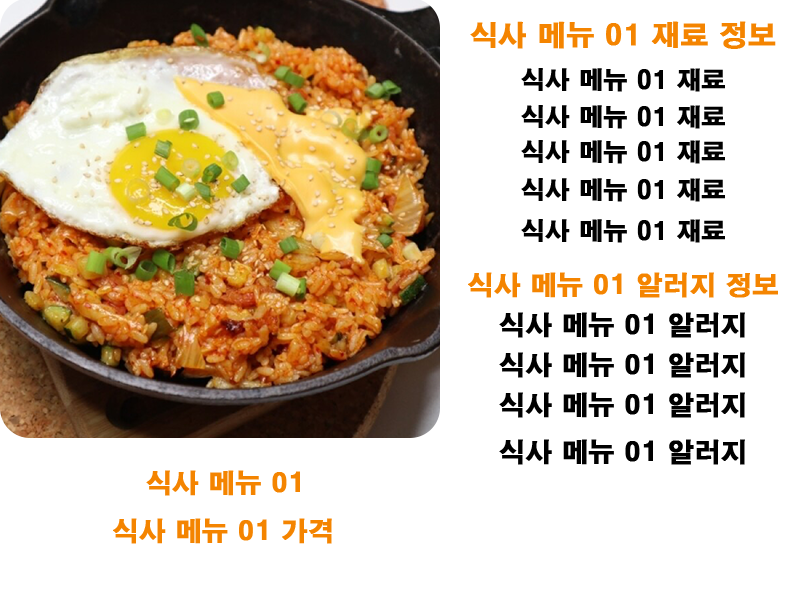 식사 메뉴 01 재료 정보
식사 메뉴 01 재료
식사 메뉴 01 재료
식사 메뉴 01 재료
식사 메뉴 01 재료
식사 메뉴 01 재료
식사 메뉴 01 알러지 정보
식사 메뉴 01 알러지
식사 메뉴 01 알러지
식사 메뉴 01 알러지
식사 메뉴 01 알러지
식사 메뉴 01
식사 메뉴 01 가격